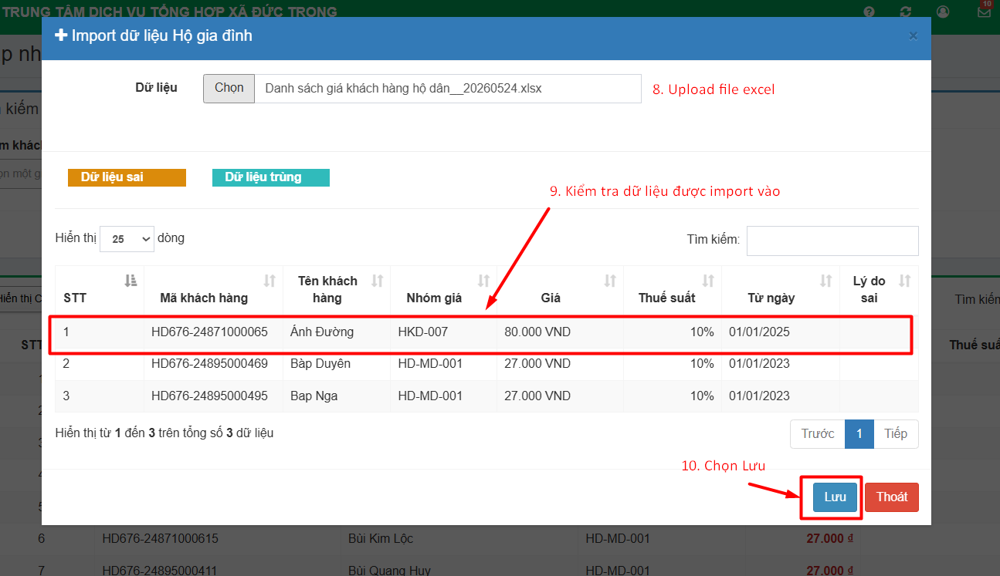 TRUNG TÂM DỊCH VỤ TỔNG HỢP XÃ ĐỨC TRỌNG
10
Import dữ liệu Hộ gia đình
×
p nh
Dữ liệu
Chọn
Danh sách giá khách hàng hộ dân__20260524.xlsx
8. Upload file excel
kiếm
m khácl
ọn một g
Dữ liệu sai
Dữ liệu trùng
9. Kiểm tra dữ liệu được import vào
Hiển thị 25 dòng
Tìm kiếm:
STT Mã khách hàng Tên khách hàng Nhóm giá Giá Thuế suất Từ ngày Lý do sai
Hiển thị C
Tìm kiếm
STT
Thuế suấ
1 HD676-24871000065 Ánh Đường HKD-007 80.000 VND 10% 01/01/2025
2 HD676-24895000469 Bàp Duyên HD-MD-001 27.000 VND 10% 01/01/2023
3 HD676-24895000495 Bap Nga HD-MD-001 27.000 VND 10% 01/01/2023
Hiển thị từ 1 đến 3 trên tổng số 3 dữ liệu
Trước 1 Tiếp
10. Chọn Lưu
Lưu
Thoát
6 HD676-24871000615 Bùi Kim Lộc HD-MD-001 27.000 ₫
7 HD676-24895000411 Bùi Quang Huy HD-MD-001 27.000 ₫